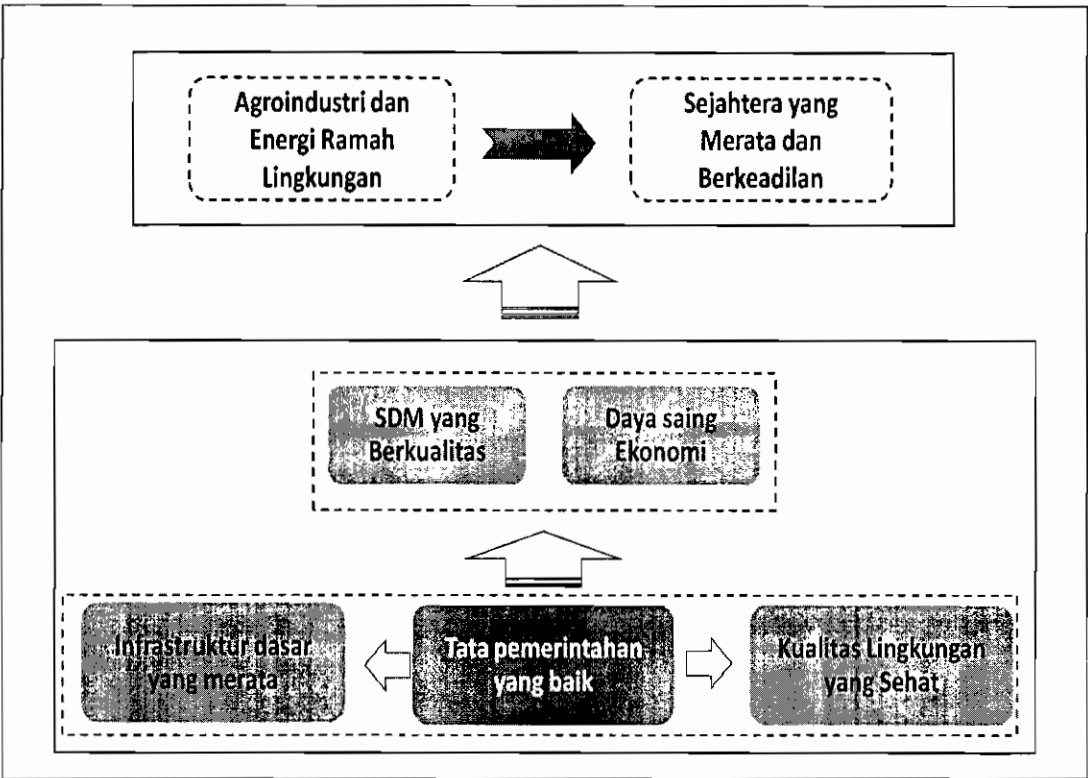 Agroindustri dan
Energi Ramah
Lingkungan
Sejahtera yang
Merata dan
Berkeadilan
SDM yang
Berkualitas
Daya saing
Ekonomi
Infrastruktur dasar
yang merata
Tata pemerintahan
yang baik
Kualitas Lingkungan
yang Sehat